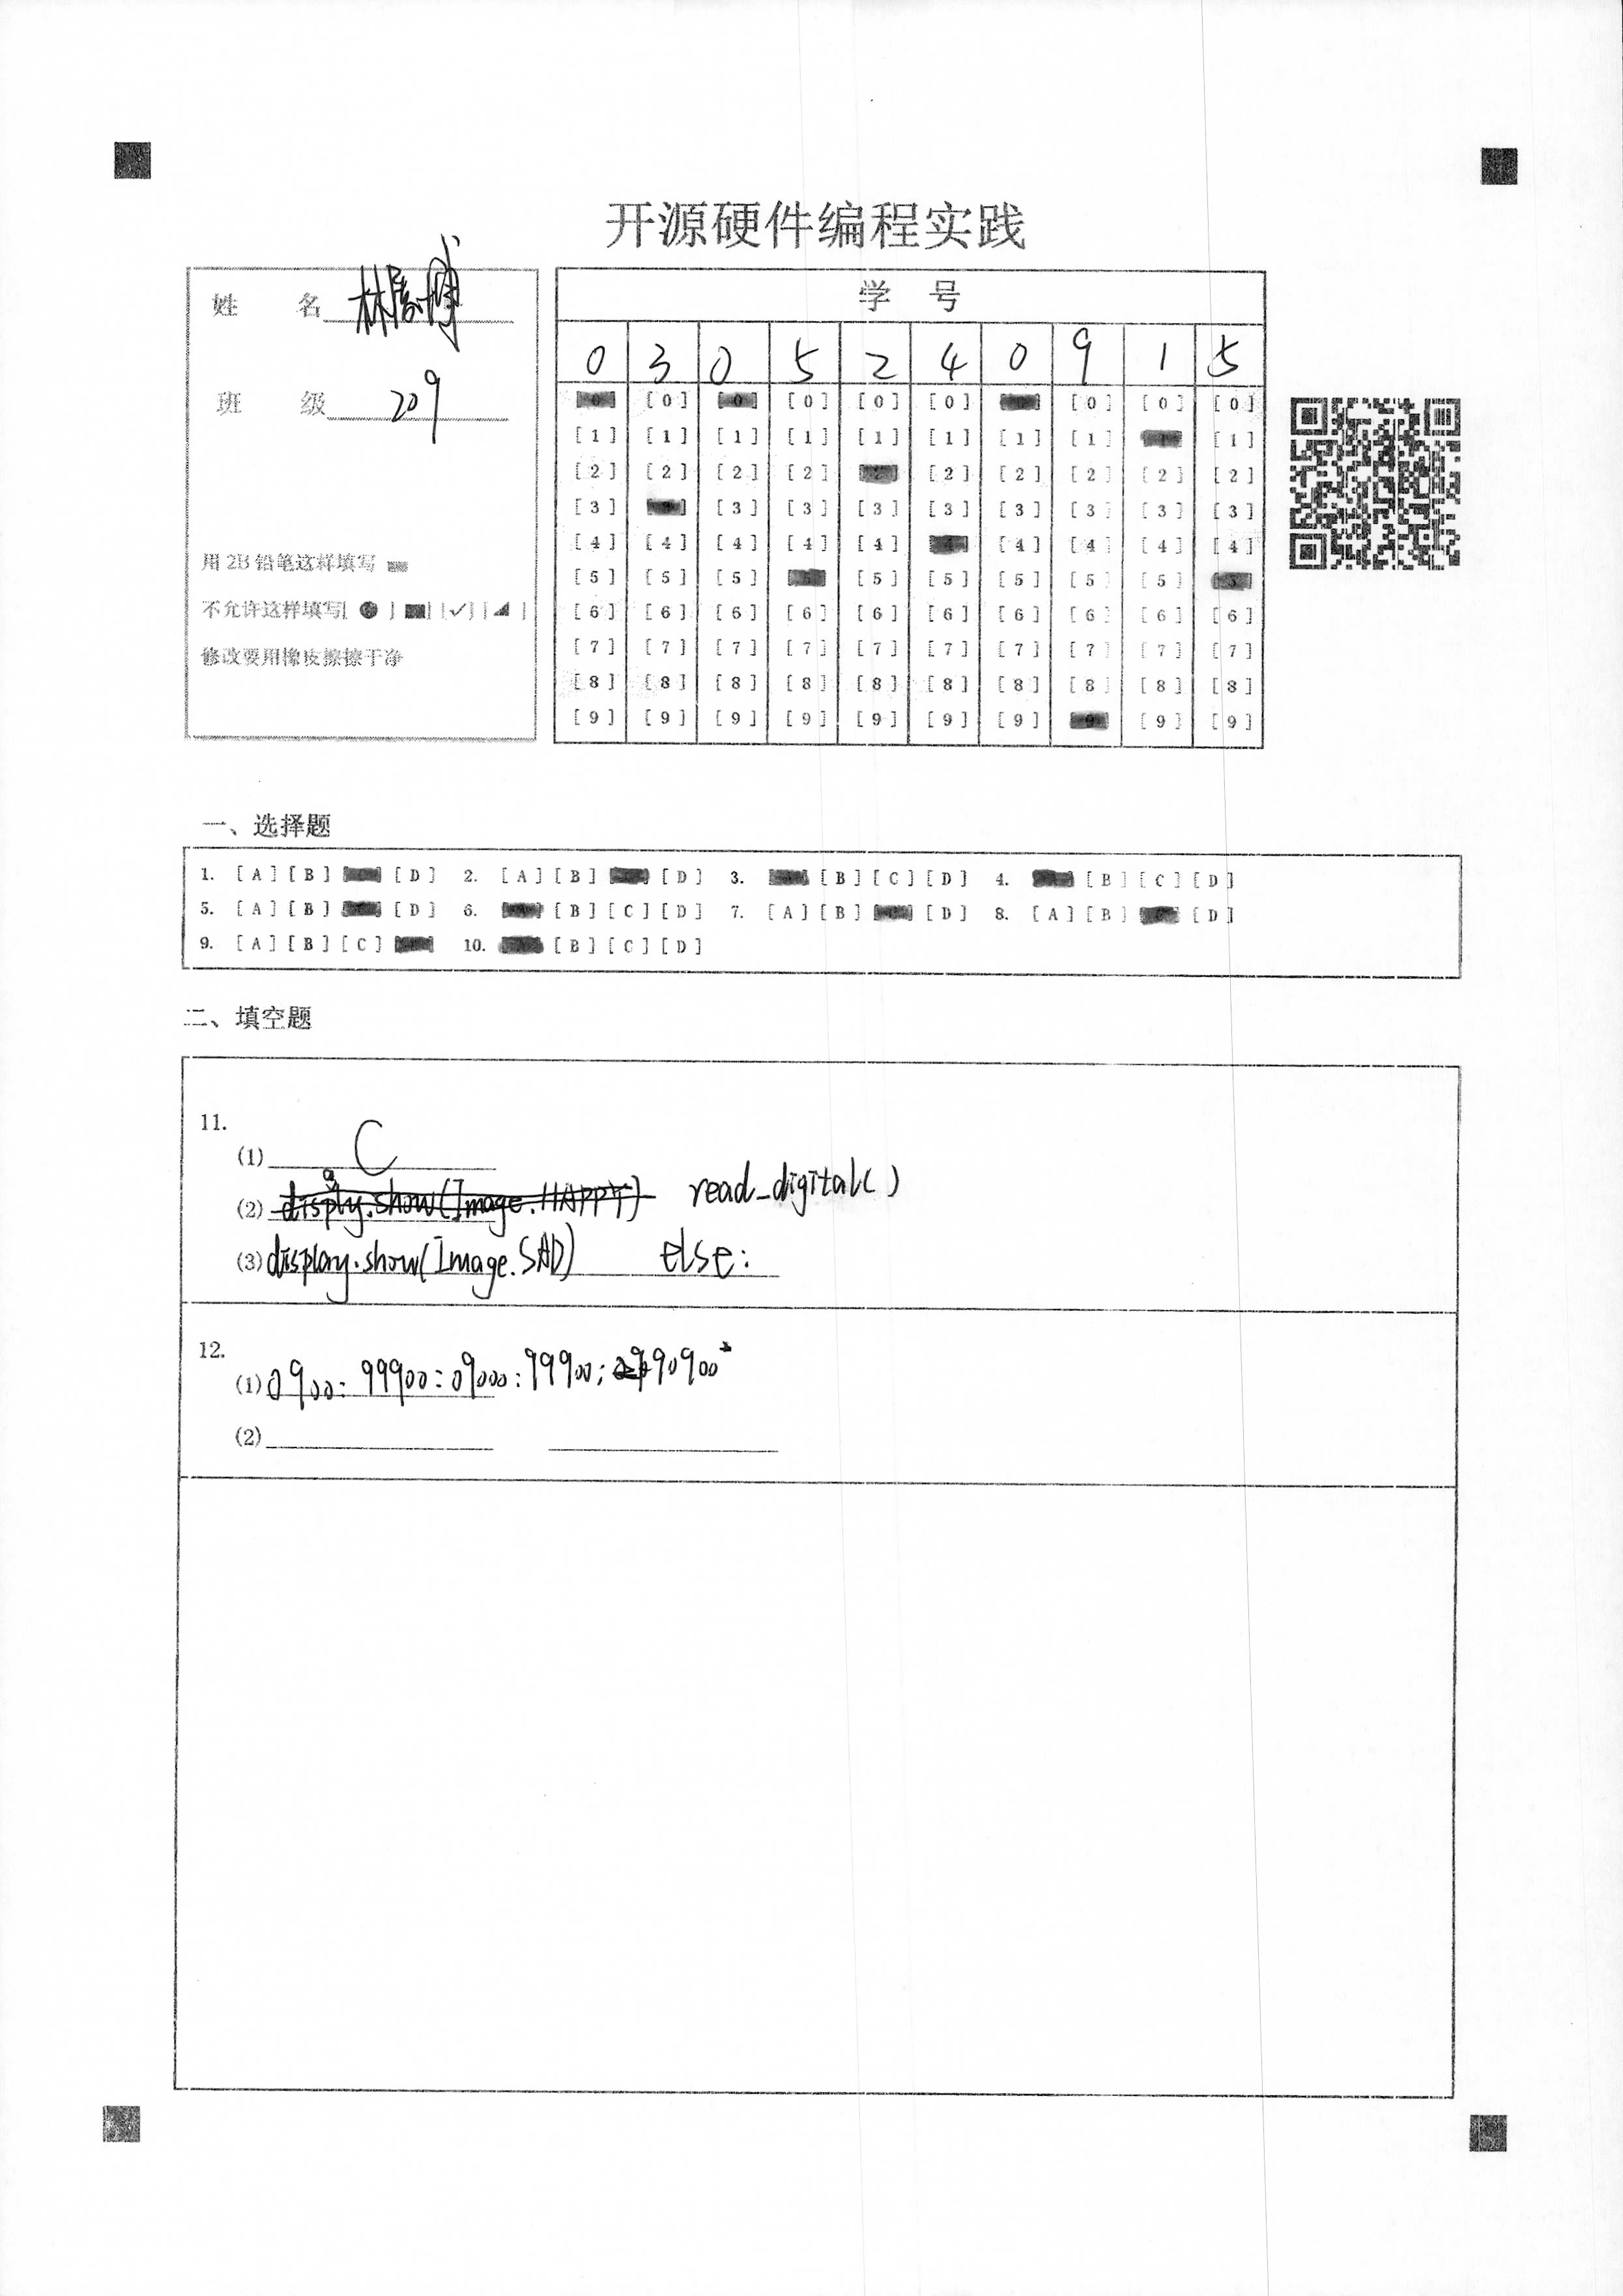 开源硬件编程实践
姓 名 林 博
班 级 209
用 2B 铅笔这样填写
不允许这样填写[ ● ] [■] [✓] [◢ ]
修改要用橡皮擦擦干净
学 号
0 3 0 5 2 4 0 9 1 5
[0] [0] [0] [0] [0] [0] [0] [0] [0] [0]
[1] [1] [1] [1] [1] [1] [1] [1] [1] [1]
[2] [2] [2] [2] [2] [2] [2] [2] [2] [2]
[3] [3] [3] [3] [3] [3] [3] [3] [3] [3]
[4] [4] [4] [4] [4] [4] [4] [4] [4] [4]
[5] [5] [5] [5] [5] [5] [5] [5] [5] [5]
[6] [6] [6] [6] [6] [6] [6] [6] [6] [6]
[7] [7] [7] [7] [7] [7] [7] [7] [7] [7]
[8] [8] [8] [8] [8] [8] [8] [8] [8] [8]
[9] [9] [9] [9] [9] [9] [9] [9] [9] [9]
一、选择题
1. [A] [B] [■] [D] 2. [A] [B] [■] [D] 3. [■] [B] [C] [D] 4. [■] [B] [C] [D]
5. [A] [B] [■] [D] 6. [■] [B] [C] [D] 7. [A] [B] [■] [D] 8. [A] [B] [■] [D]
9. [A] [B] [C] [■] 10. [■] [B] [C] [D]
二、填空题
11.
(1) C
(2) display.show(Image.HAPPY) read_digital()
(3) display.show(Image.SAD) else:
12.
(1) 0900: 99900: 09000: 99900: 90900
(2)